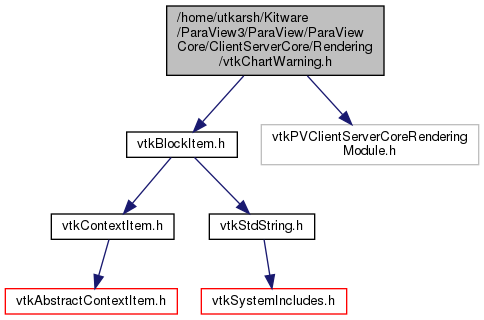 /home/utkarsh/Kitware
/ParaView3/ParaView/ParaView
Core/ClientServerCore/Rendering
/vtkChartWarning.h
vtkBlockItem.h
vtkPVClientServerCoreRendering
Module.h
vtkContextItem.h
vtkStdString.h
vtkAbstractContextItem.h
vtkSystemIncludes.h